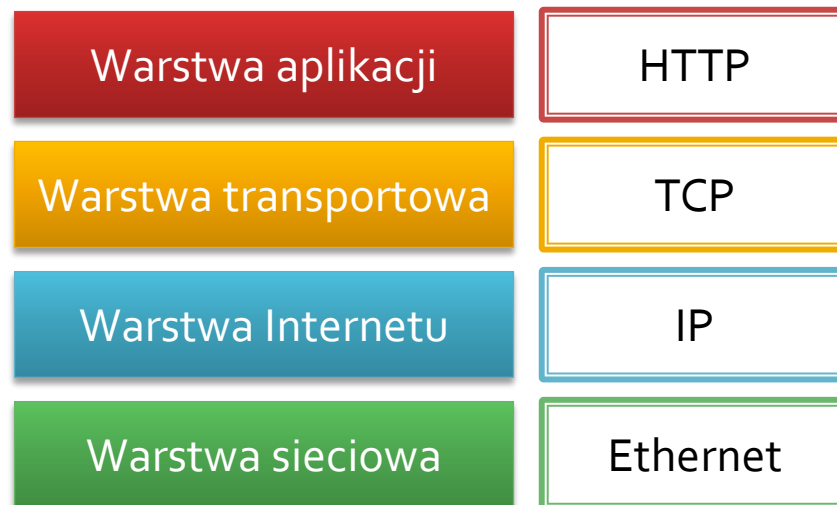 Warstwa aplikacji HTTP
Warstwa transportowa TCP
Warstwa Internetu IP
Warstwa sieciowa Ethernet